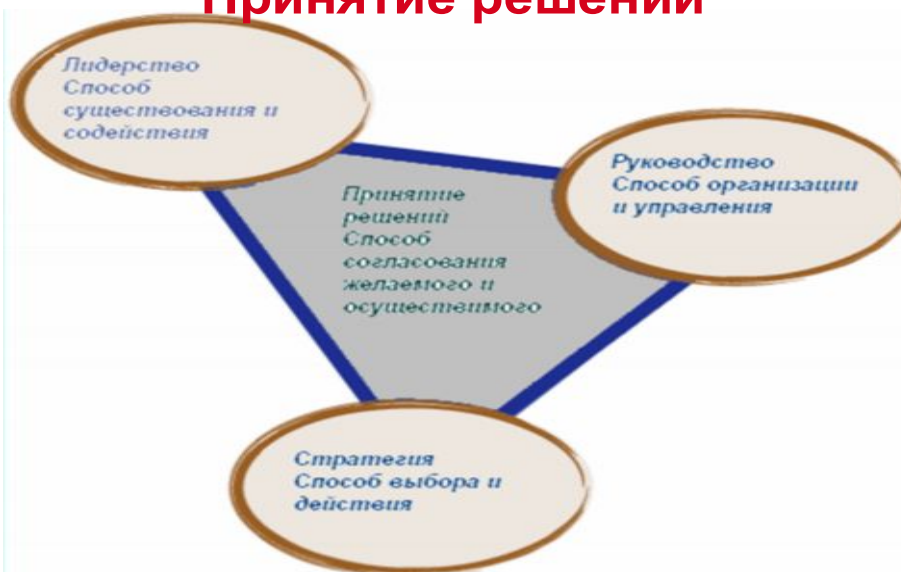 Принятие решений
Лидерство
Способ
существования и
содействия
Руководство
Способ организации
и управления
Принятие
решений
Способ
согласования
желаемого и
осуществимого
Стратегия
Способ выбора и
действия